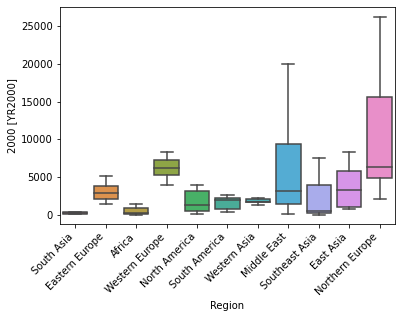 25000
20000
15000
10000
5000
0
2000 [YR2000]
South Asia
Eastern Europe
Africa
Western Europe
North America
South America
Western Asia
Middle East
Southeast Asia
East Asia
Northern Europe
Region